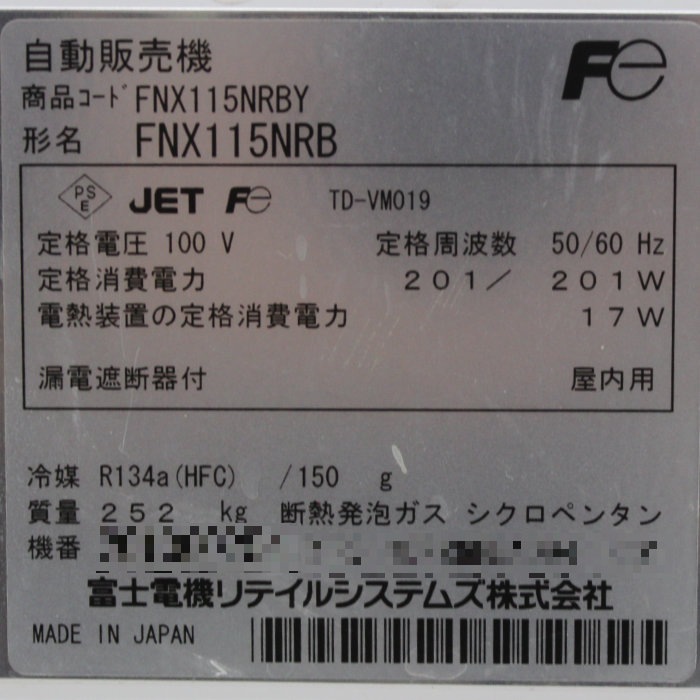 自動販売機
Fe
商品コード FNX115NRBY
形名 FNX115NRB
PS E JET Fe TD-VM019
定格電圧 100 V 定格周波数 50/60 Hz
定格消費電力 201/ 201W
電熱装置の定格消費電力 17W
漏電遮断器付 屋内用
冷媒 R134a(HFC) /150 g
質量 252 kg 断熱発泡ガス シクロペンタン
機番
富士電機リテイルシステムズ株式会社
MADE IN JAPAN